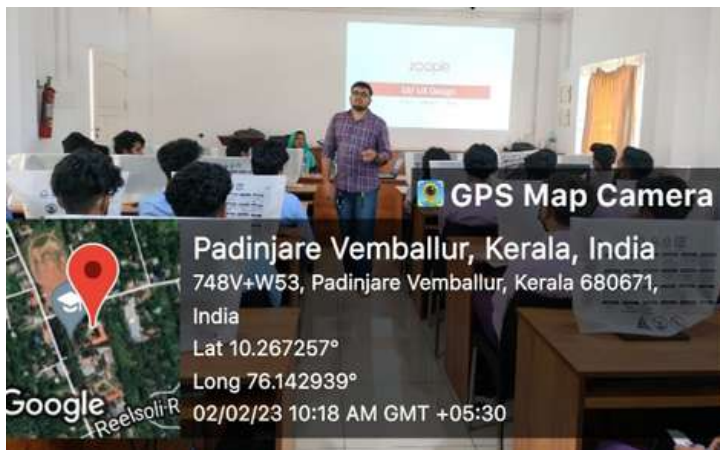 zoople
UI/ UX Design
GPS Map Camera
Padinjare Vemballur, Kerala, India
748V+W53, Padinjare Vemballur, Kerala 680671,
India
Lat 10.267257°
Long 76.142939°
02/02/23 10:18 AM GMT +05:30
Google
Reelsoli R